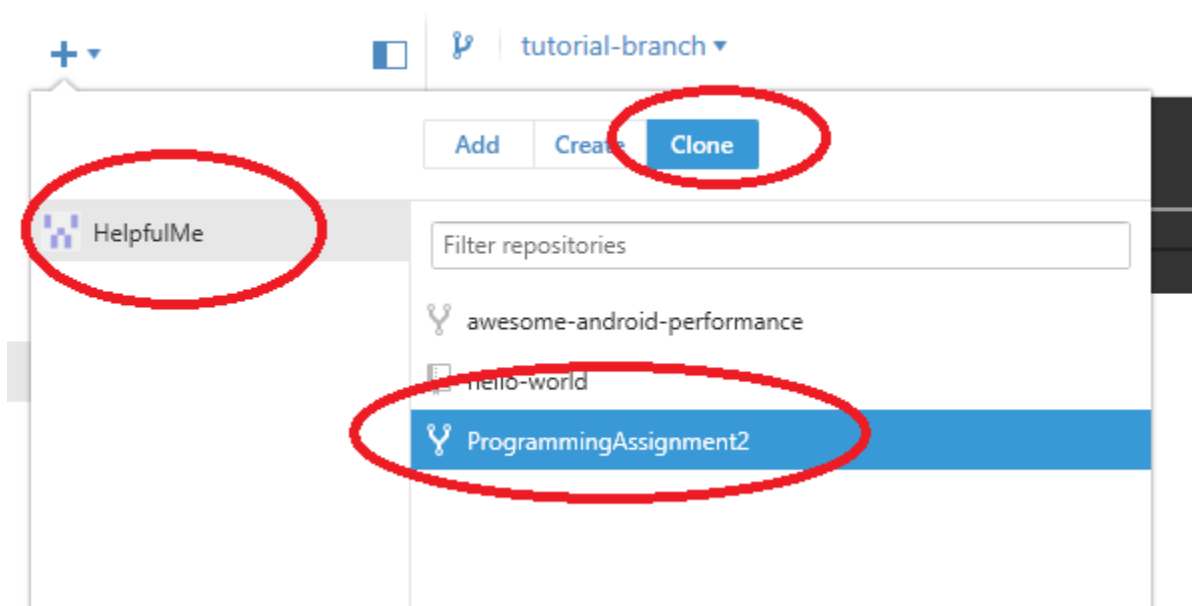 tutorial-branch
Add Create Clone
HelpfulMe
Filter repositories
awesome-android-performance
hello-world
ProgrammingAssignment2